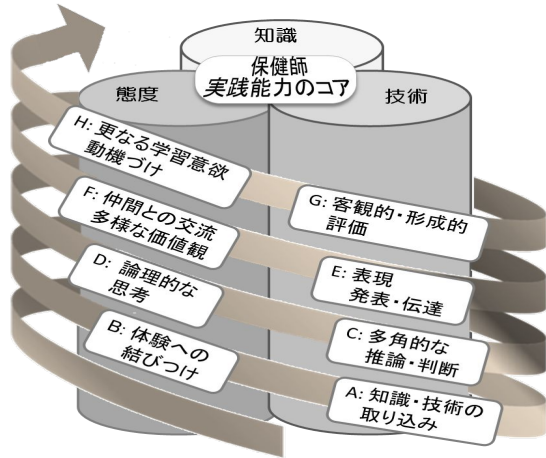 知識
保健師
実践能力のコア
態度
技術
H: 更なる学習意欲
動機づけ
G: 客観的・形成的
評価
F: 仲間との交流
多様な価値観
E: 表現
発表・伝達
D: 論理的な
思考
C: 多角的な
推論・判断
B: 体験への
結びつけ
A: 知識・技術の
取り込み